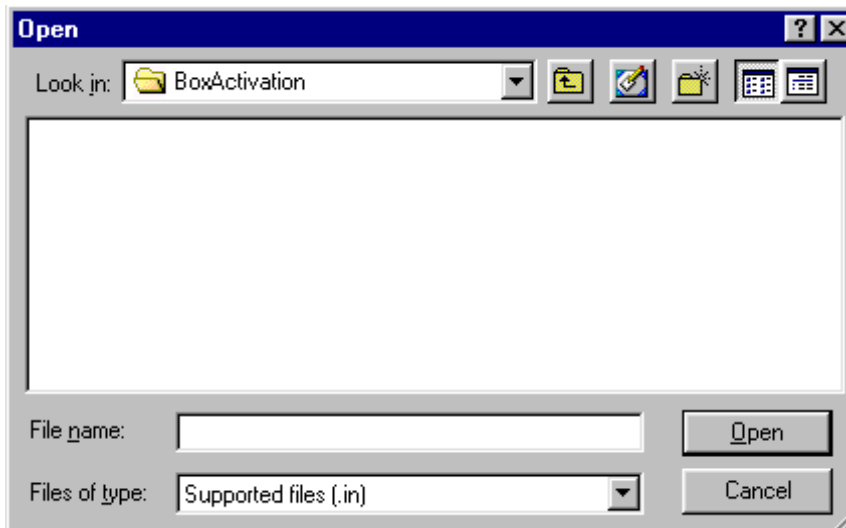 Open
Look in: BoxActivation
File name: Open
Files of type: Supported files (.in) Cancel